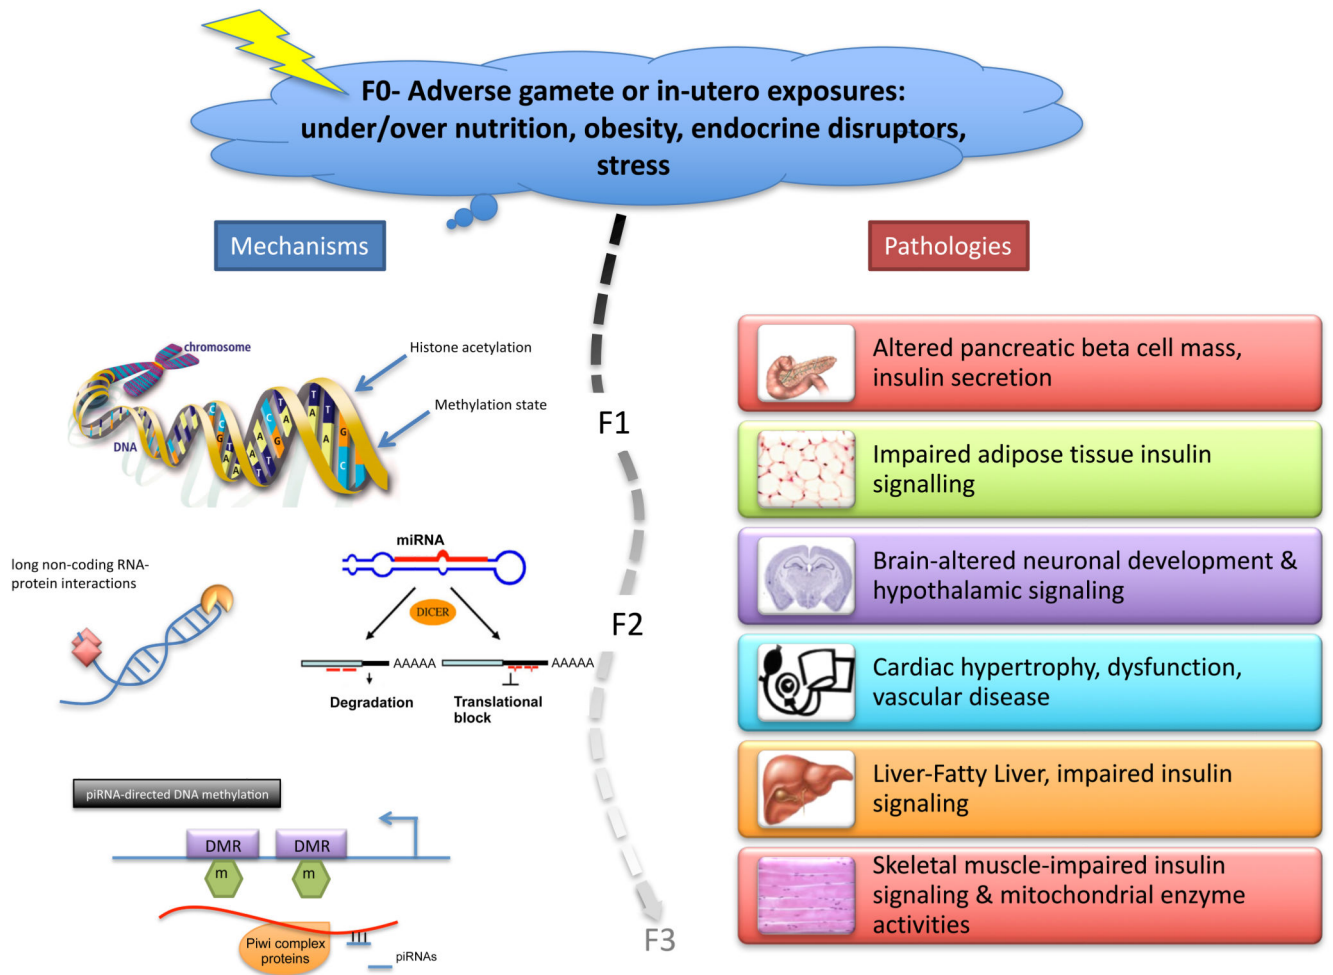 F0- Adverse gamete or in-utero exposures:
under/over nutrition, obesity, endocrine disruptors,
stress
Mechanisms
Pathologies
chromosome
DNA
Histone acetylation
Methylation state
C
G
T
A
A
C
A
T
A
G
T
A
T
T
A
G
C
F1
long non-coding RNA-
protein interactions
miRNA
DICER
AAAAA
AAAAA
Degradation
Translational
block
F2
piRNA-directed DNA methylation
DMR
DMR
m
m
Piwi complex
proteins
piRNAs
F3
Altered pancreatic beta cell mass,
insulin secretion
Impaired adipose tissue insulin
signalling
Brain-altered neuronal development &
hypothalamic signaling
Cardiac hypertrophy, dysfunction,
vascular disease
Liver-Fatty Liver, impaired insulin
signaling
Skeletal muscle-impaired insulin
signaling & mitochondrial enzyme
activities